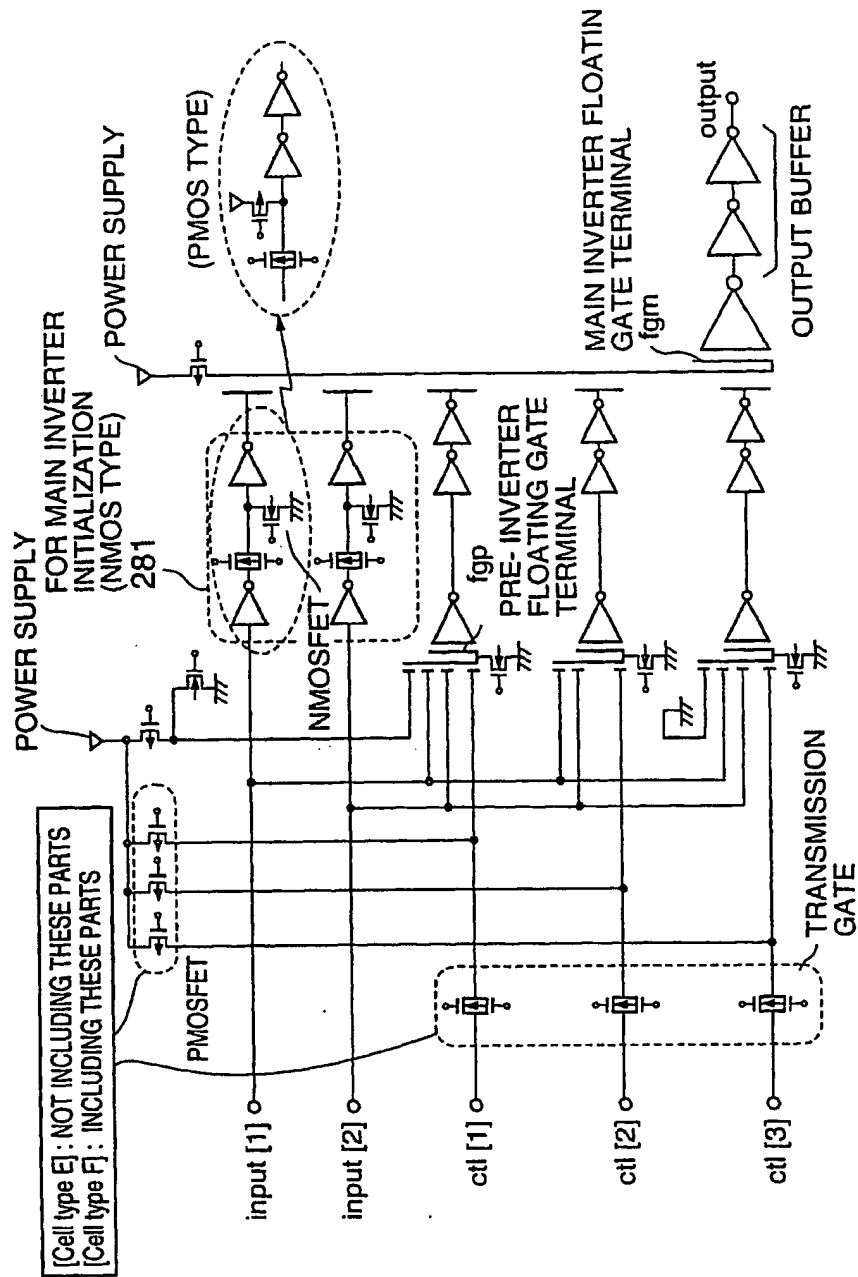 [Cell type E] : NOT INCLUDING THESE PARTS
[Cell type F] : INCLUDING THESE PARTS
POWER SUPPLY
FOR MAIN INVERTER
INITIALIZATION
(NMOS TYPE)
281
POWER SUPPLY
(PMOS TYPE)
PMOSFET
NMOSFET
input [1]
input [2]
ctl [1]
ctl [2]
ctl [3]
fgp
PRE- INVERTER
FLOATING GATE
TERMINAL
MAIN INVERTER FLOATIN
GATE TERMINAL
fgm
output
OUTPUT BUFFER
TRANSMISSION
GATE